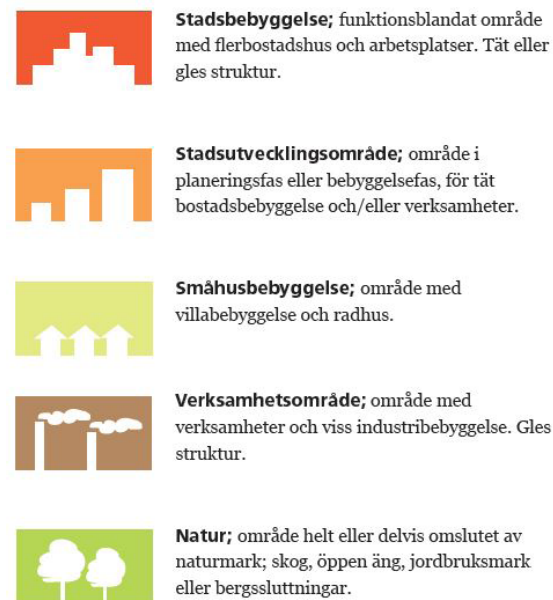 Stadsbebyggelse; funktionsblandat område
med flerbostadshus och arbetsplatser. Tät eller
gles struktur.
Stadsutvecklingsområde; område i
planeringsfas eller bebyggelsefas, för tät
bostadsbebyggelse och/eller verksamheter.
Småhusbebyggelse; område med
villabebyggelse och radhus.
Verksamhetsområde; område med
verksamheter och viss industribebyggelse. Gles
struktur.
Natur; område helt eller delvis omslutet av
naturmark; skog, öppen äng, jordbruksmark
eller bergssluttningar.